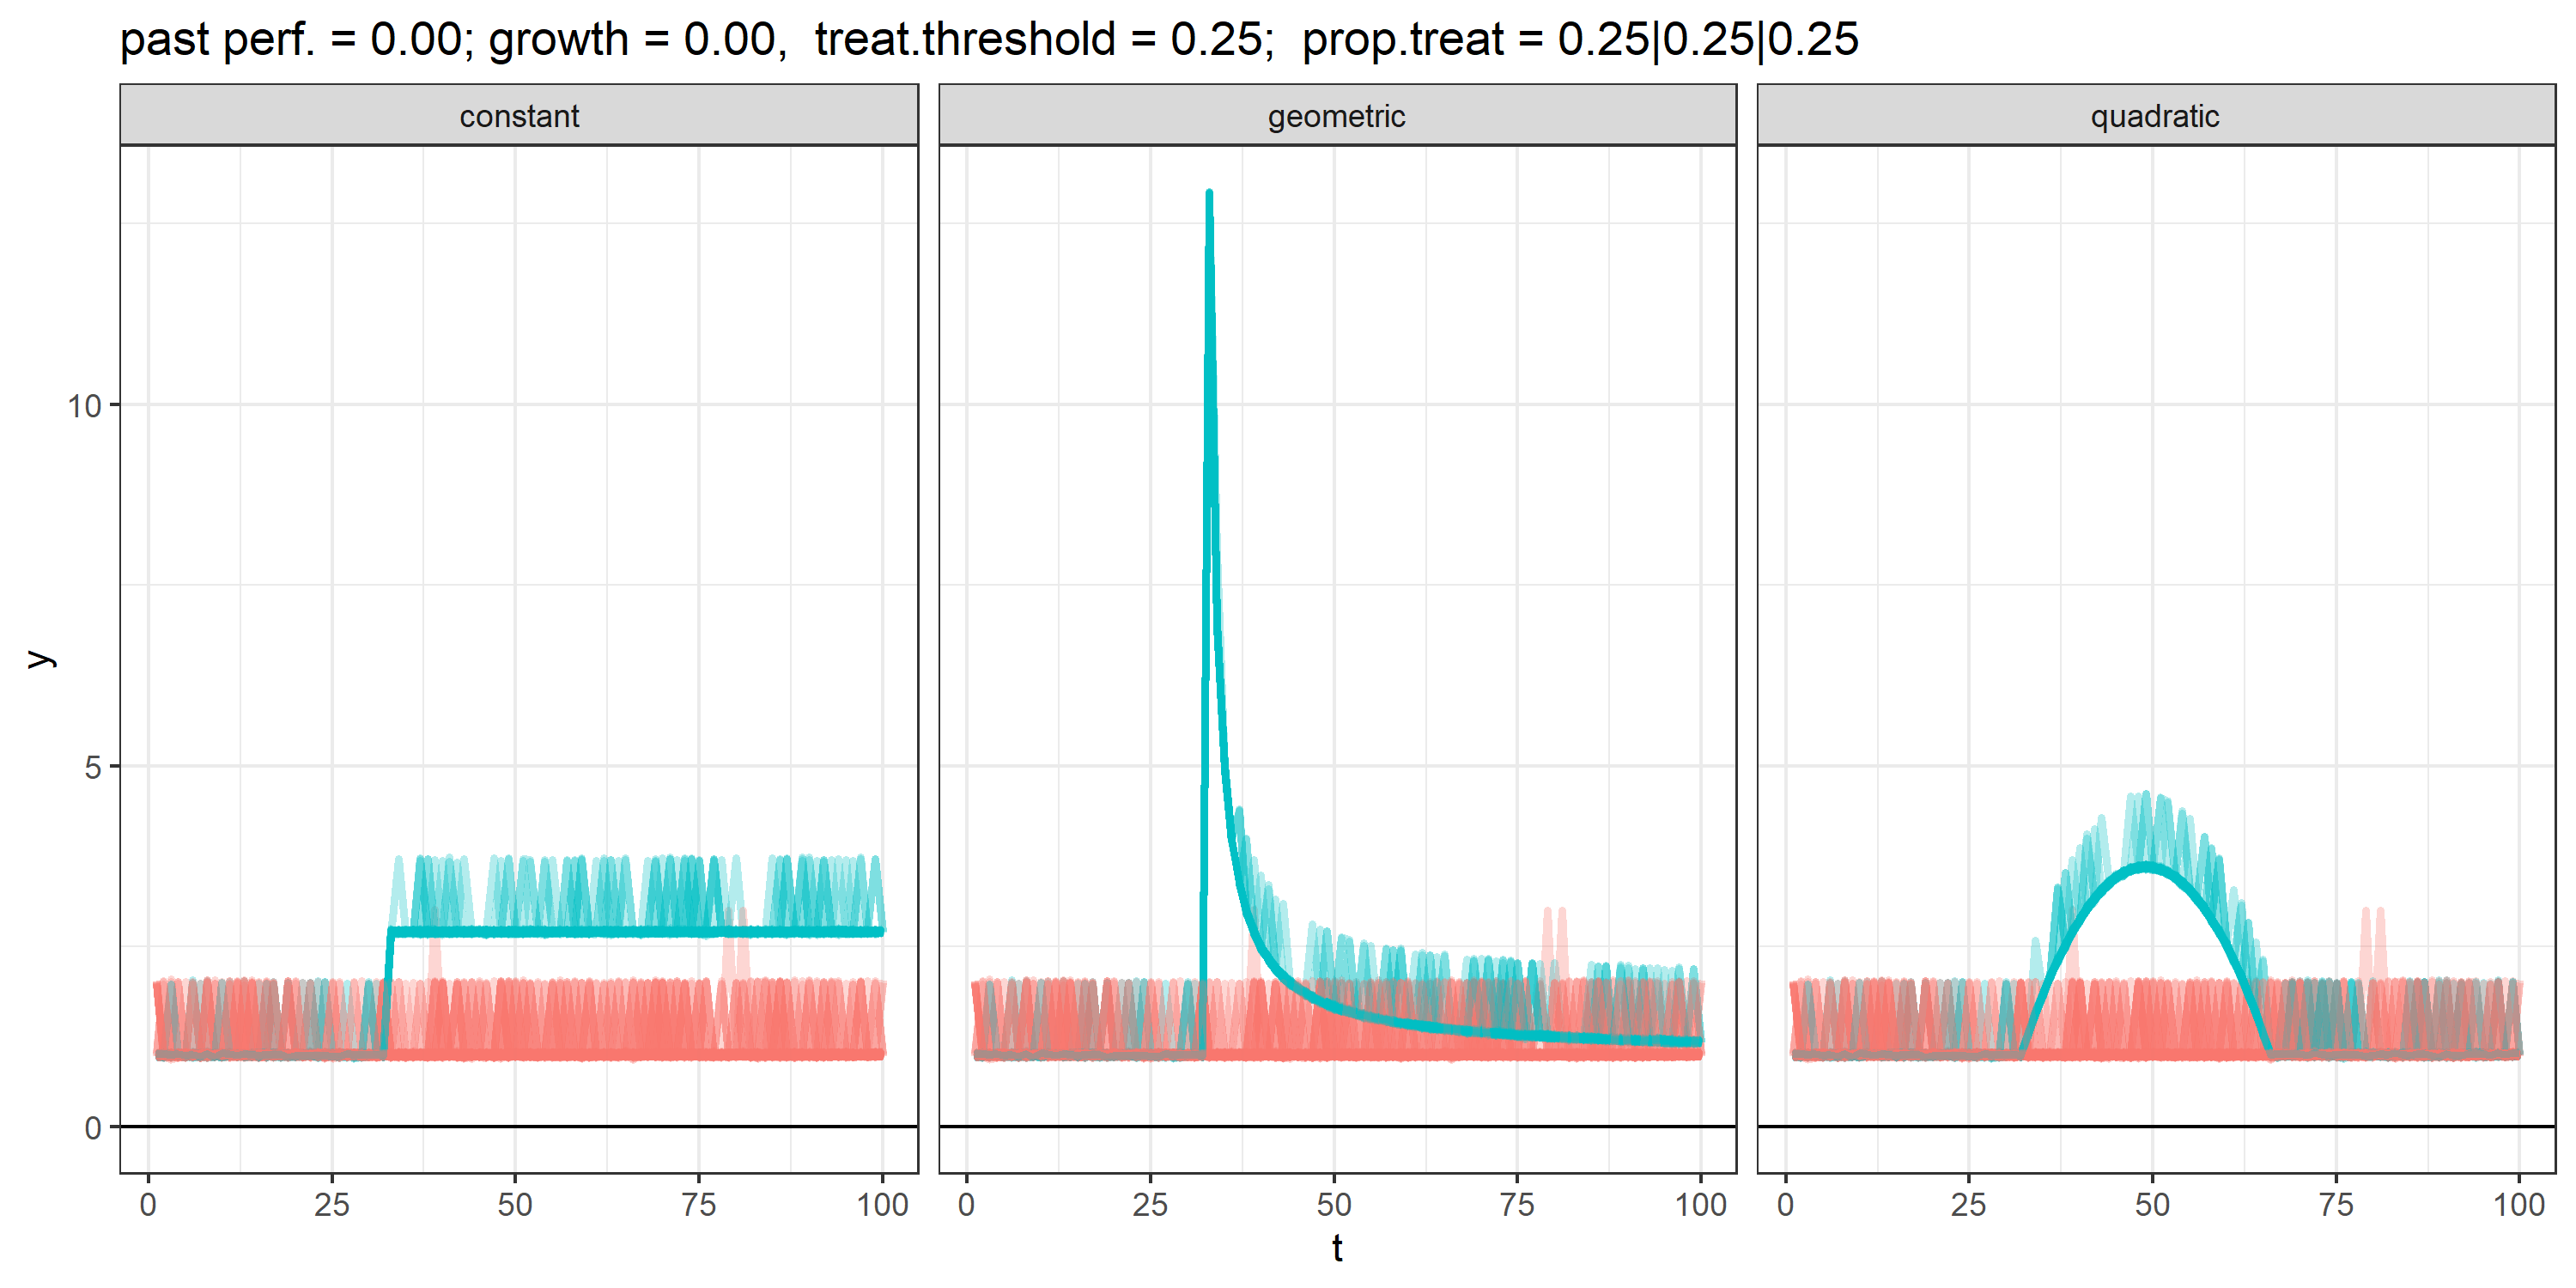 past perf. = 0.00; growth = 0.00,  treat.threshold = 0.25;  prop.treat = 0.25|0.25|0.25
constant
geometric
quadratic
10
5
0
y
0 25 50 75 100
0 25 50 75 100
0 25 50 75 100
t